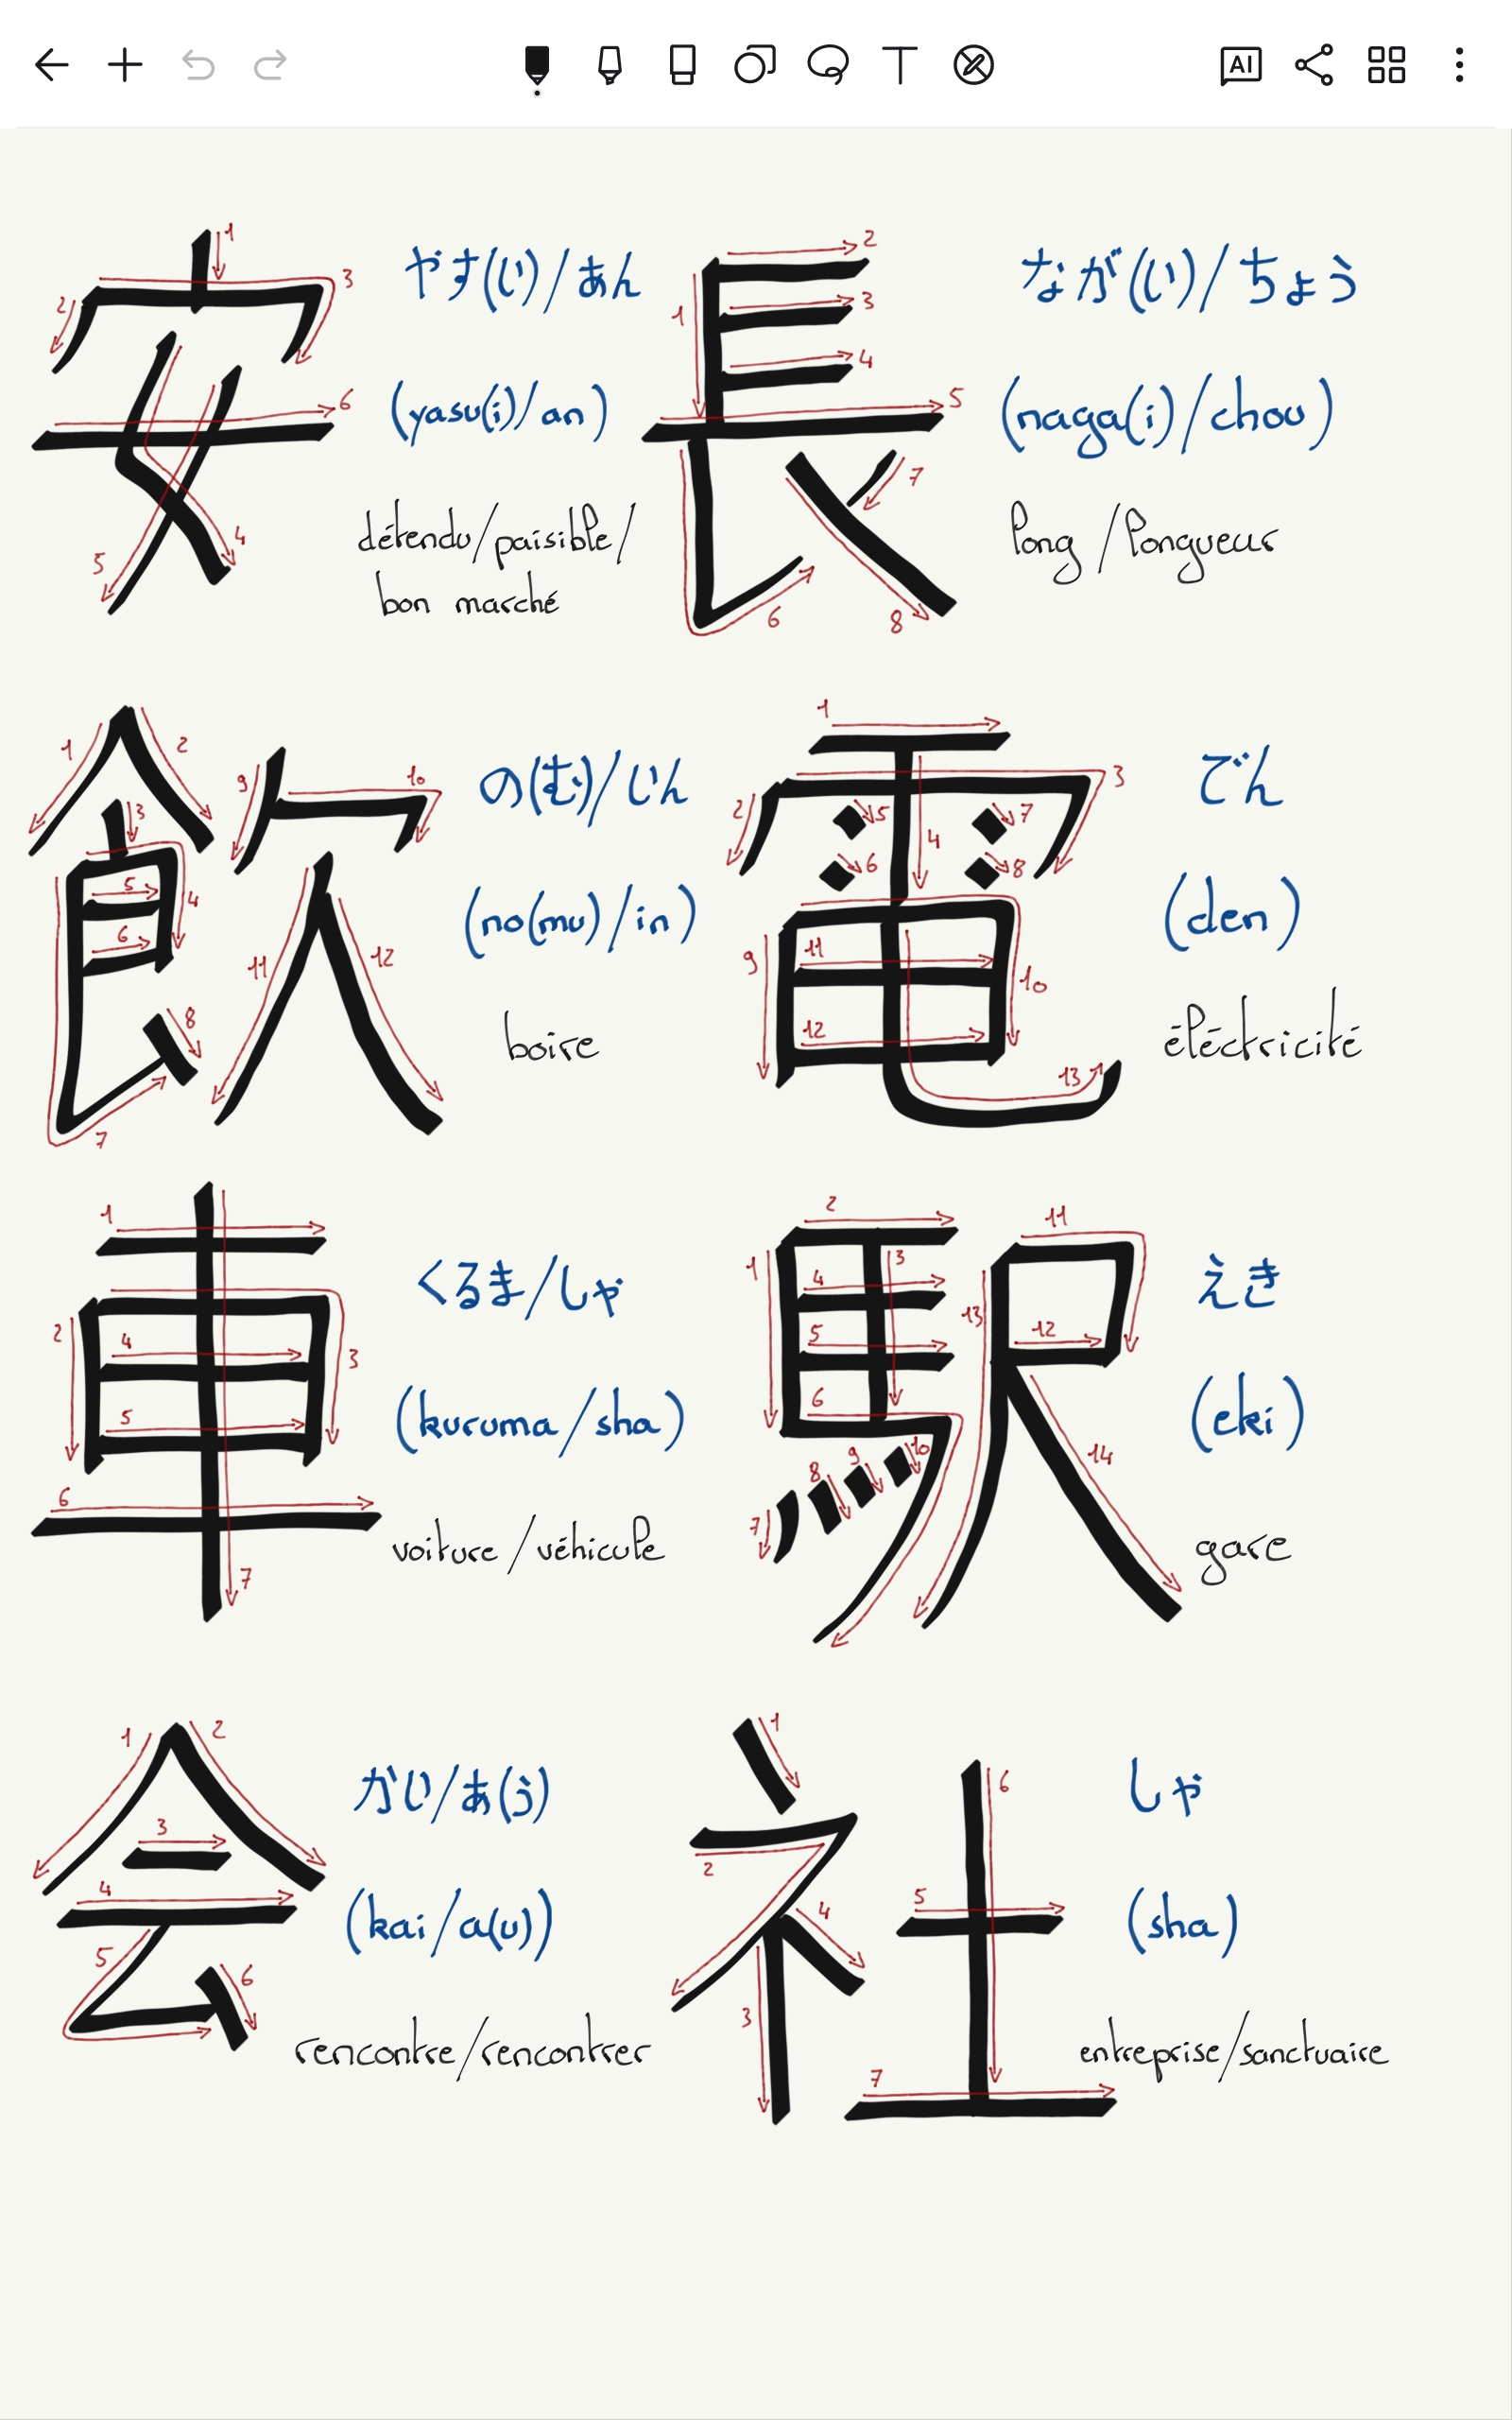 AI
安
やす(い)/あん
(yasu(i)/an)
détendu/paisible/
bon marché
1 2 3 4 5 6
長
なが(い)/ちょう
(naga(i)/chou)
long/longueur
1 2 3 4 5 6 7 8
飲
の(む)/いん
(no(mu)/in)
boire
1 2 3 4 5 6 7 8 9 10 11 12
電
でん
(den)
éléctricité
1 2 3 4 5 6 7 8 9 10 11 12 13
車
くるま/しゃ
(kuruma/sha)
voiture/véhicule
1 2 3 4 5 6 7
駅
えき
(eki)
gare
1 2 3 4 5 6 7 8 9 10 11 12 13 14
会
かい/あ(う)
(kai/a(u))
rencontre/rencontrer
1 2 3 4 5 6
社
しゃ
(sha)
entreprise/sanctuaire
1 2 3 4 5 6 7